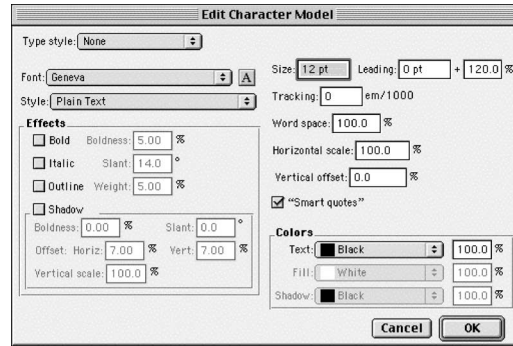 Edit Character Model
Type style: None
Font: Geneva A
Style: Plain Text
Effects
Bold Boldness: 5.00 %
Italic Slant: 14.0 °
Outline Weight: 5.00 %
Shadow
Boldness: 0.00 % Slant: 0.0 °
Offset: Horiz: 7.00 % Vert: 7.00 %
Vertical scale: 100.0 %
Size: 12 pt Leading: 0 pt + 120.0 %
Tracking: 0 em/1000
Word space: 100.0 %
Horizontal scale: 100.0 %
Vertical offset: 0.0 %
“Smart quotes”
Colors
Text: Black 100.0 %
Fill: White 100.0 %
Shadow: Black 100.0 %
Cancel OK